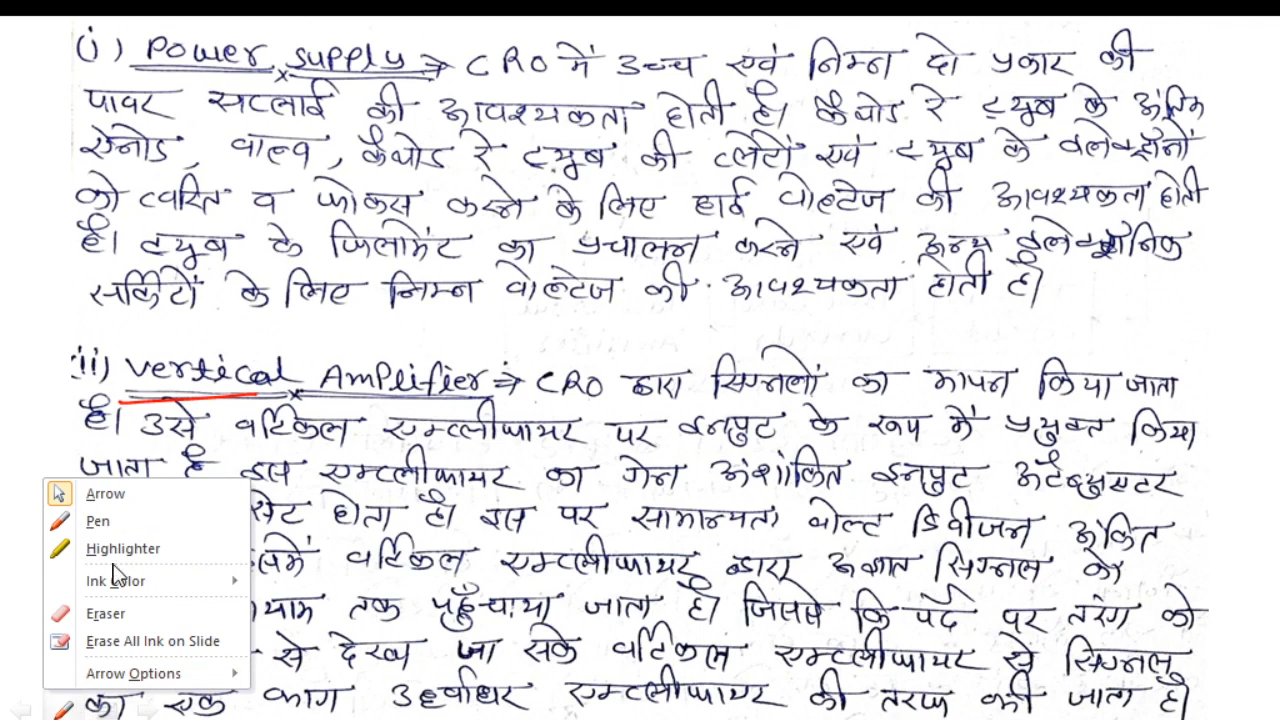 (i) Power supply ⇒ CRO में उच्च एवं निम्न दो प्रकार की
पावर सप्लाई की आवश्यकता होती है। कैथोड रे ट्यूब के अंतिम
एनोड, वाल्व, कैथोड रे ट्यूब की प्लेटों एवं ट्यूब के इलेक्ट्रॉनों
को त्वरित व फोकस करने के लिए हाई वोल्टेज की आवश्यकता होती
है। ट्यूब के फिलामेंट का प्रचालन करने एवं अन्य इलेक्ट्रॉनिक
सर्किटों के लिए निम्न वोल्टेज की आवश्यकता होती है।
ii) Vertical Amplifier ⇒ CRO द्वारा सिग्नलों का मापन किया जाता
है। उसे वर्टिकल एम्प्लीफायर पर इनपुट के रूप में प्रयुक्त किया
जाता है इस एम्प्लीफायर का गेन अंशांकित इनपुट अटैन्युएटर
सेट होता है। इस पर सामान्यतः वोल्ट डिवीजन अंकित
वर्टिकल एम्प्लीफायर द्वारा अज्ञात सिग्नल को
तक पहुँचाया जाता है। जिससे कि पर्दे पर तरंग को
से देखा जा सके वर्टिकल एम्प्लीफायर से सिग्नल
का एक भाग उर्ध्वाधर एम्प्लीफायर की तरफ की जाता है।
Arrow
Pen
Highlighter
Ink Color
Eraser
Erase All Ink on Slide
Arrow Options